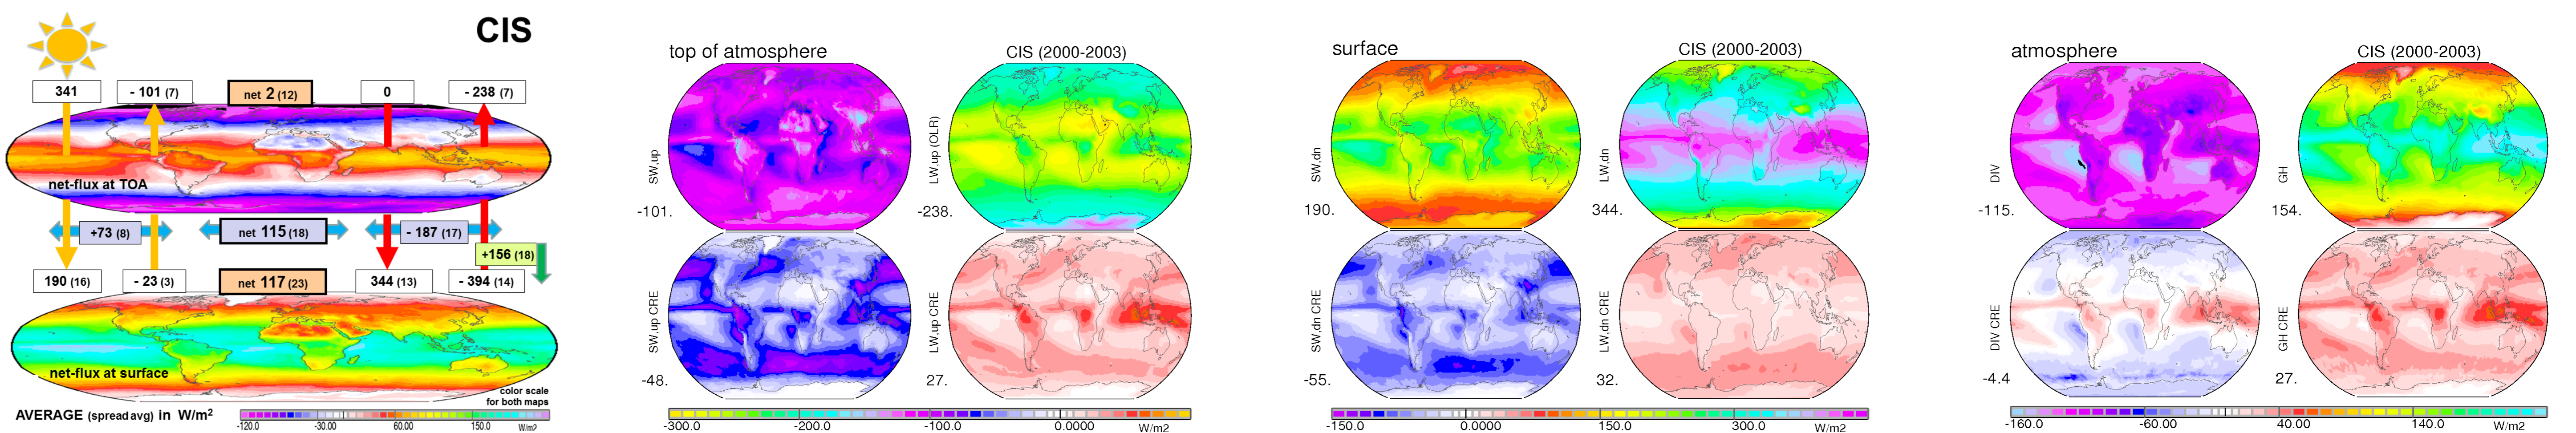 CIS
341
- 101 (7)
net 2 (12)
0
- 238 (7)
net-flux at TOA
+73 (8)
net 115 (18)
- 187 (17)
+156 (18)
190 (16)
- 23 (3)
net 117 (23)
344 (13)
- 394 (14)
net-flux at surface
color scale
for both maps
AVERAGE (spread avg) in W/m2
-120.0 -30.00 60.00 150.0 W/m2
top of atmosphere
CIS (2000-2003)
SW,up
-101.
LW,up (OLR)
-238.
SW,up CRE
-48.
LW,up CRE
27.
-300.0 -200.0 -100.0 0.0000 W/m2
surface
CIS (2000-2003)
SW,dn
190.
LW,dn
344.
SW,dn CRE
-55.
LW,dn CRE
32.
-150.0 0.0000 150.0 300.0 W/m2
atmosphere
CIS (2000-2003)
DIV
-115.
GH
154.
DIV CRE
-4.4
GH CRE
27.
-160.0 -60.00 40.00 140.0 W/m2